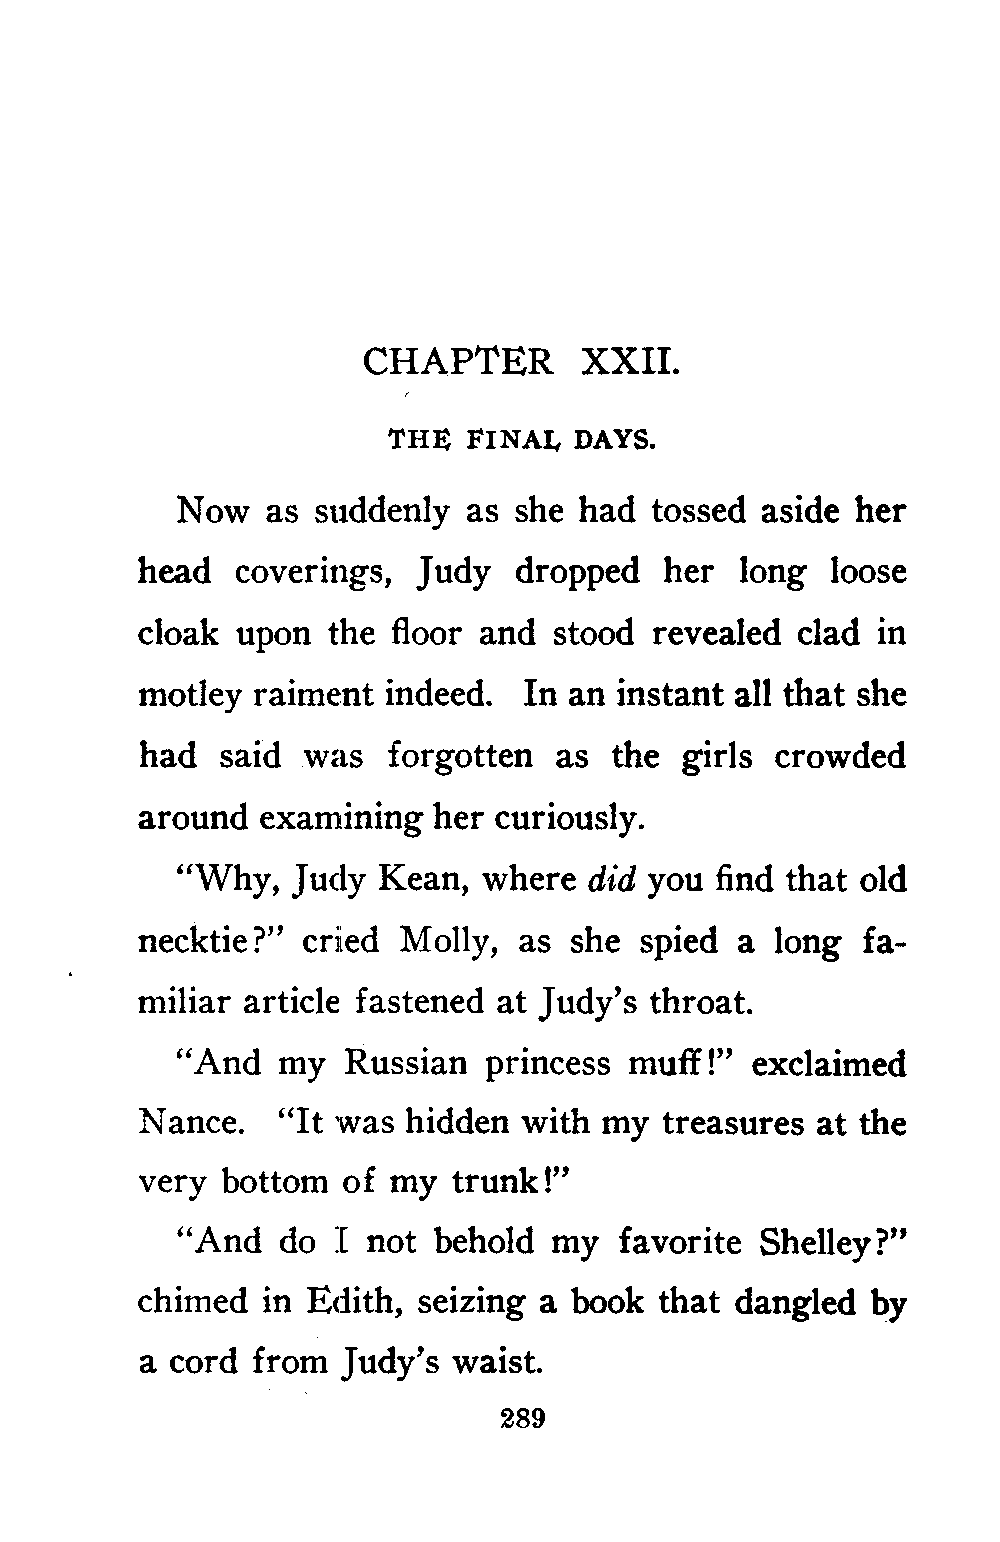 CHAPTER XXII.
THE FINAL DAYS.
Now as suddenly as she had tossed aside her
head coverings, Judy dropped her long loose
cloak upon the floor and stood revealed clad in
motley raiment indeed. In an instant all that she
had said was forgotten as the girls crowded
around examining her curiously.
“Why, Judy Kean, where did you find that old
necktie?” cried Molly, as she spied a long fa-
miliar article fastened at Judy’s throat.
“And my Russian princess muff!” exclaimed
Nance. “It was hidden with my treasures at the
very bottom of my trunk!”
“And do I not behold my favorite Shelley?”
chimed in Edith, seizing a book that dangled by
a cord from Judy’s waist.
289